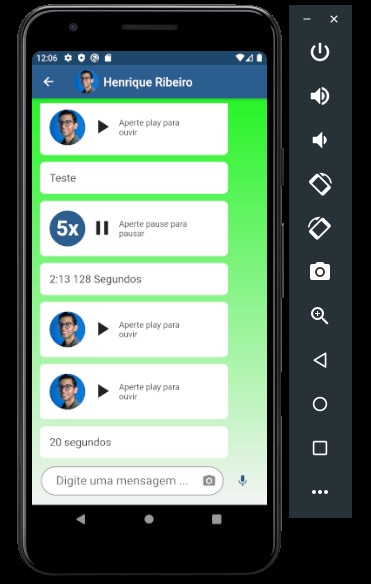 12:06
Henrique Ribeiro
Aperte play para
ouvir
Teste
5x
Aperte pause para
pausar
2:13 128 Segundos
Aperte play para
ouvir
Aperte play para
ouvir
20 segundos
Digite uma mensagem ...